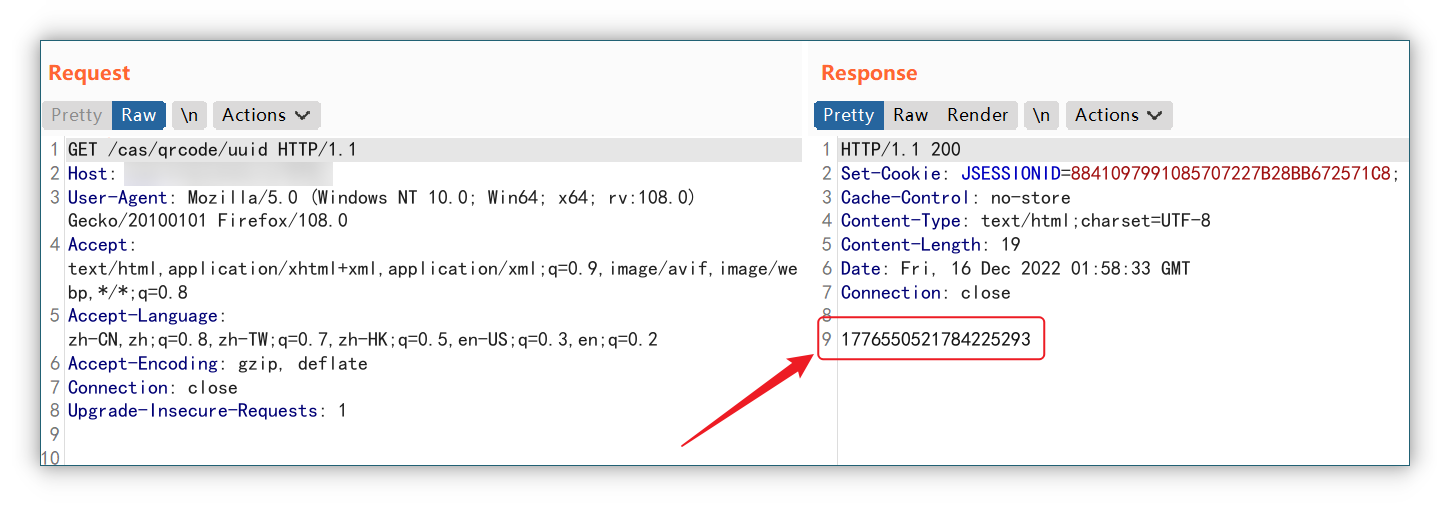 Request
Pretty Raw \n Actions
1 GET /cas/qrcode/uuid HTTP/1.1
2 Host:
3 User-Agent: Mozilla/5.0 (Windows NT 10.0; Win64; x64; rv:108.0)
Gecko/20100101 Firefox/108.0
4 Accept:
text/html,application/xhtml+xml,application/xml;q=0.9,image/avif,image/we
bp,*/*;q=0.8
5 Accept-Language:
zh-CN,zh;q=0.8,zh-TW;q=0.7,zh-HK;q=0.5,en-US;q=0.3,en;q=0.2
6 Accept-Encoding: gzip, deflate
7 Connection: close
8 Upgrade-Insecure-Requests: 1
9
10
Response
Pretty Raw Render \n Actions
1 HTTP/1.1 200
2 Set-Cookie: JSESSIONID=8841097991085707227B28BB672571C8;
3 Cache-Control: no-store
4 Content-Type: text/html;charset=UTF-8
5 Content-Length: 19
6 Date: Fri, 16 Dec 2022 01:58:33 GMT
7 Connection: close
8
9 1776550521784225293